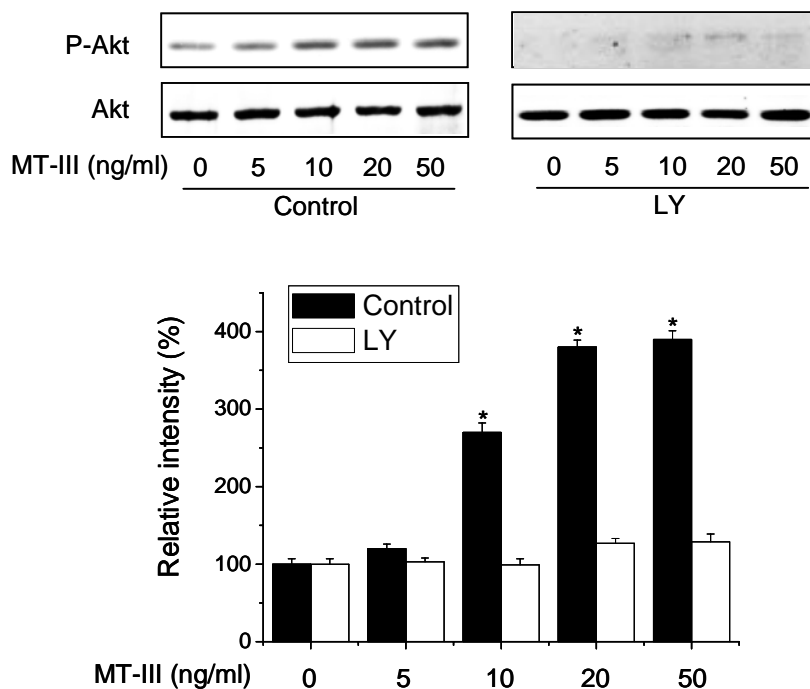 P-Akt
Akt
MT-III (ng/ml) 0 5 10 20 50 0 5 10 20 50
Control LY
Relative intensity (%)
Control
LY
400
300
200
100
0
* * *
MT-III (ng/ml) 0 5 10 20 50